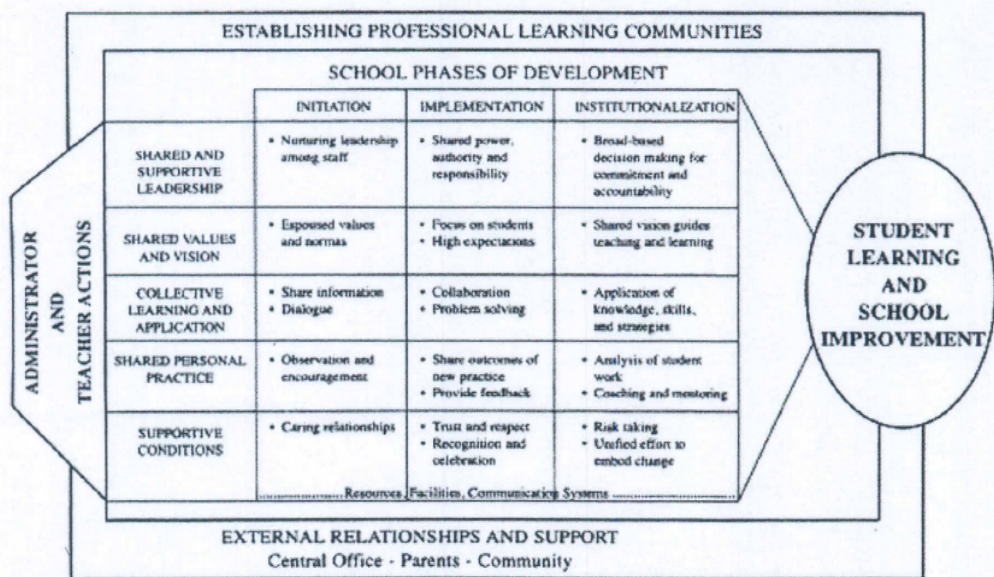 ESTABLISHING PROFESSIONAL LEARNING COMMUNITIES
SCHOOL PHASES OF DEVELOPMENT
INITIATION
IMPLEMENTATION
INSTITUTIONALIZATION
ADMINISTRATOR
AND
TEACHER ACTIONS
SHARED AND
SUPPORTIVE
LEADERSHIP
• Nurturing leadership
among staff
• Shared power,
authority and
responsibility
• Broad-based
decision making for
commitment and
accountability
SHARED VALUES
AND VISION
• Espoused values
and normas
• Focus on students
• High expectations
• Shared vision guides
teaching and learning
COLLECTIVE
LEARNING AND
APPLICATION
• Share information
• Dialogue
• Collaboration
• Problem solving
• Application of
knowledge, skills,
and strategies
SHARED PERSONAL
PRACTICE
• Observation and
encouragement
• Share outcomes of
new practice
• Provide feedback
• Analysis of student
work
• Coaching and mentoring
SUPPORTIVE
CONDITIONS
• Caring relationships
• Trust and respect
• Recognition and
celebration
• Risk taking
• Unified effort to
embed change
Resources, Facilities, Communication Systems
STUDENT
LEARNING
AND
SCHOOL
IMPROVEMENT
EXTERNAL RELATIONSHIPS AND SUPPORT
Central Office - Parents - Community